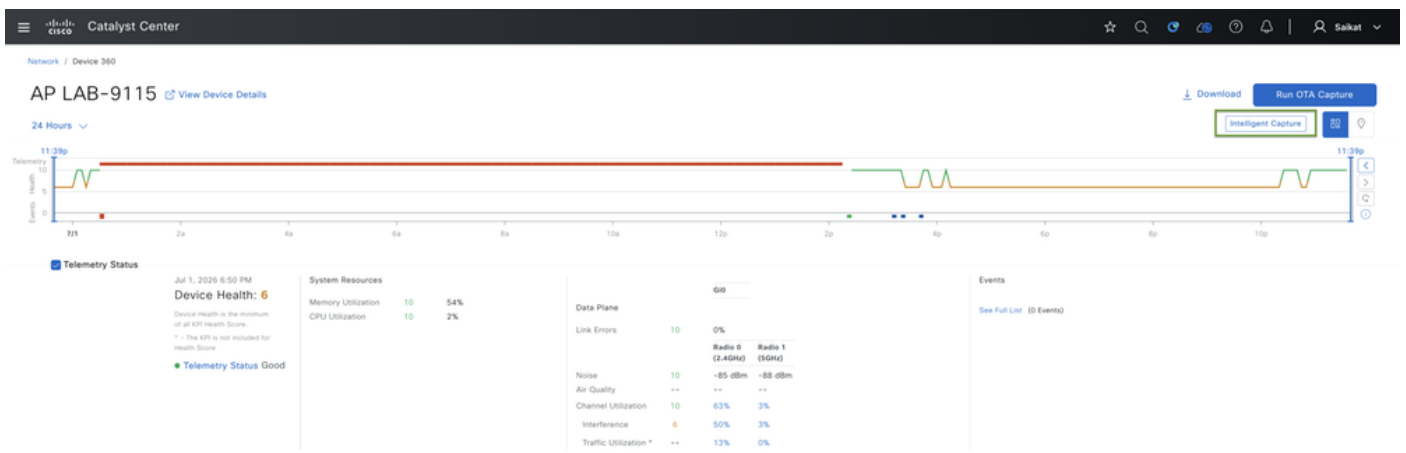 CISCO Catalyst Center
Saikat
Network / Device 360
AP LAB-9115 View Device Details
Download Run OTA Capture
24 Hours
Intelligent Capture
11:39p 11:39p
Telemetry
10
Health
5
Events
0
7/1 2a 4a 6a 8a 10a 12p 2p 4p 6p 8p 10p
Telemetry Status
Jul 1, 2026 6:50 PM
Device Health: 6
Device Health is the minimum
of all KPI Health Score.
* - The KPI is not included for
Health Score
Telemetry Status Good
System Resources
Memory Utilization 10 54%
CPU Utilization 10 2%
Gi0
Data Plane
Link Errors 10 0%
Radio 0 Radio 1
(2.4GHz) (5GHz)
Noise 10 -85 dBm -88 dBm
Air Quality -- -- --
Channel Utilization 10 63% 3%
Interference 6 50% 3%
Traffic Utilization * -- 13% 0%
Events
See Full List (0 Events)